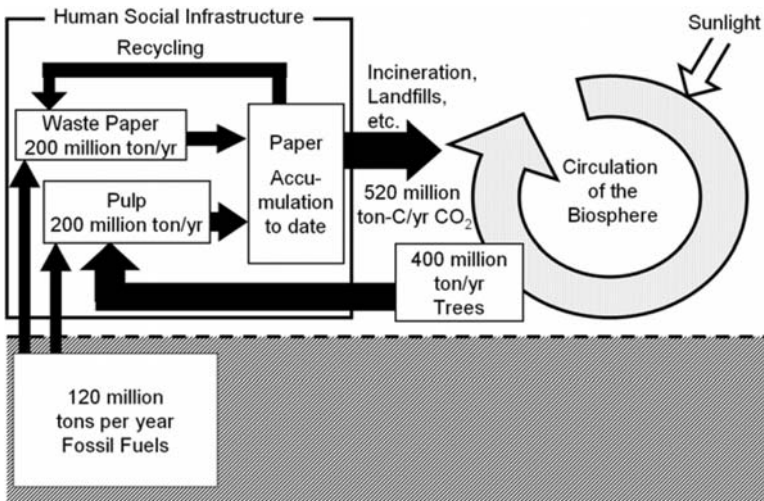 Human Social Infrastructure
Recycling
Waste Paper
200 million ton/yr
Pulp
200 million ton/yr
Paper
Accu-
mulation
to date
Incineration,
Landfills,
etc.
520 million
ton-C/yr CO₂
400 million
ton/yr
Trees
Sunlight
Circulation
of the
Biosphere
120 million
tons per year
Fossil Fuels